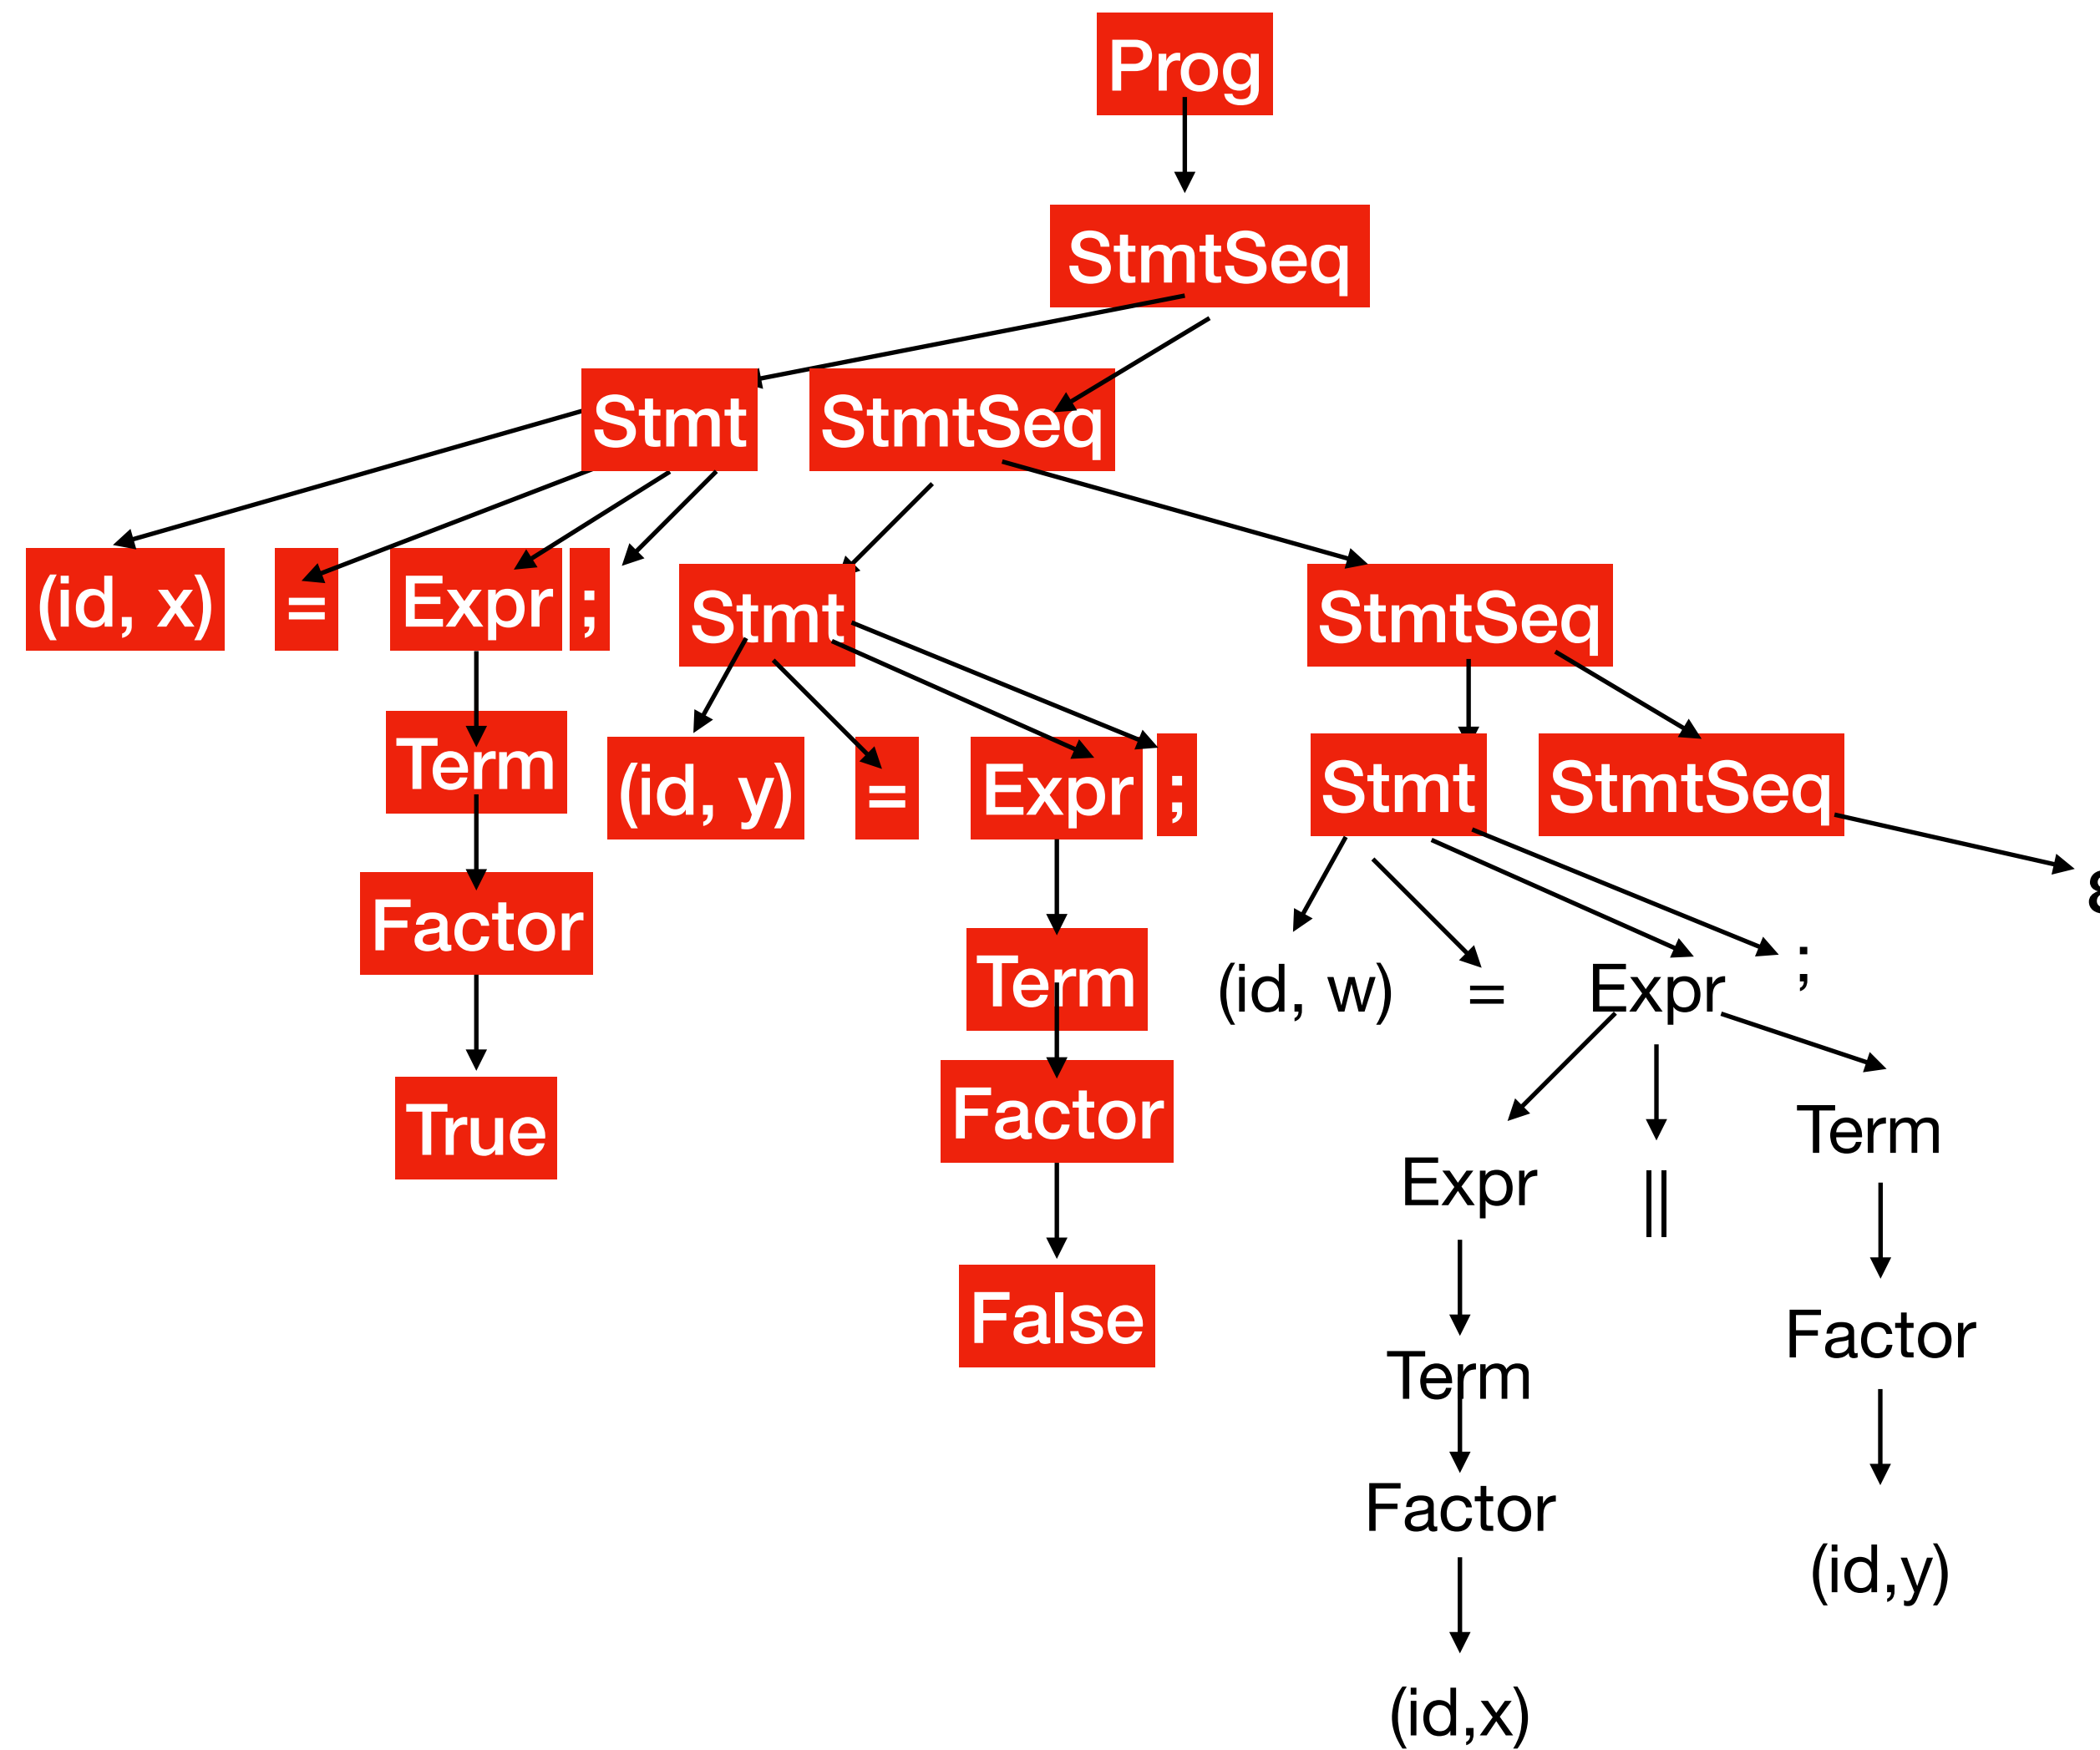 Prog
StmtSeq
Stmt StmtSeq
(id, x) = Expr ; Stmt StmtSeq
Term (id, y) = Expr ; Stmt StmtSeq
Factor Term (id, w) = Expr ;
True Factor Expr || Term
False Term Factor
Factor (id,y)
(id,x)